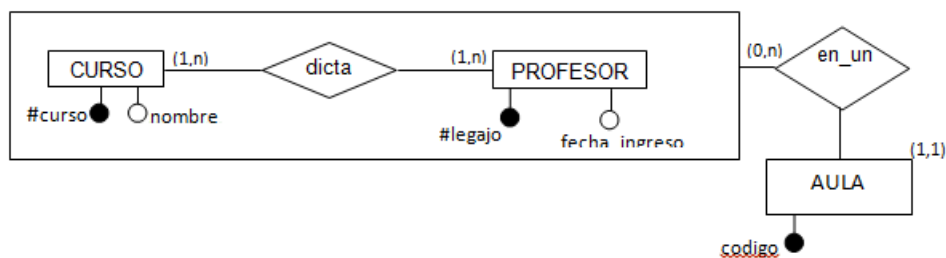 (1,n)
(1,n)
(0,n)
CURSO
dicta
PROFESOR
en_un
#curso
nombre
#legajo
fecha_ingreso
(1,1)
AULA
codigo